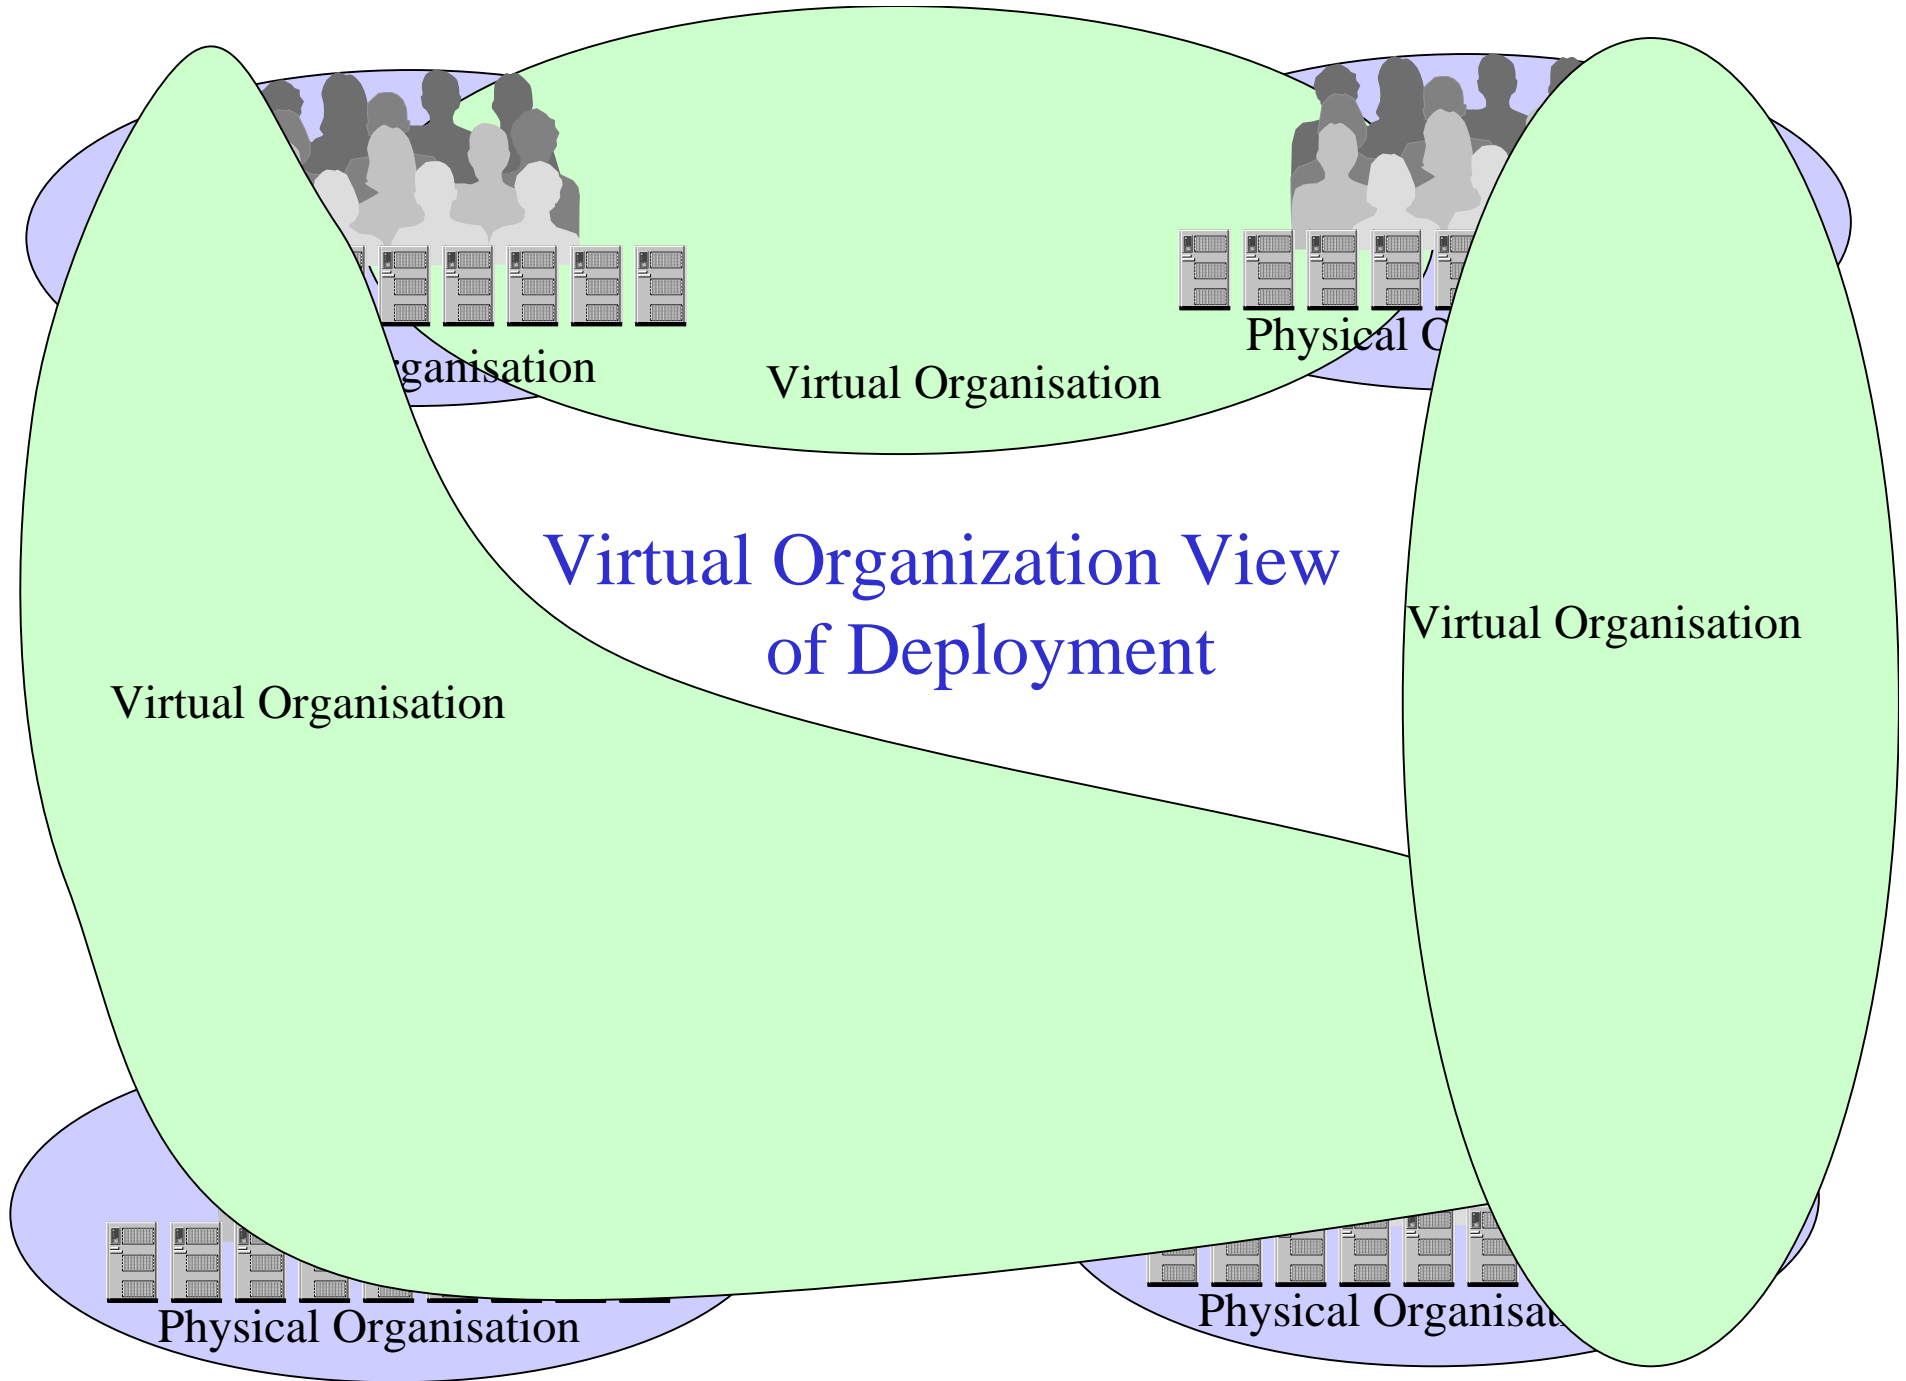 ganisation
Physical
Virtual Organisation
Virtual Organization View
of Deployment
Virtual Organisation
Virtual Organisation
Physical Organisation
Physical Organisat